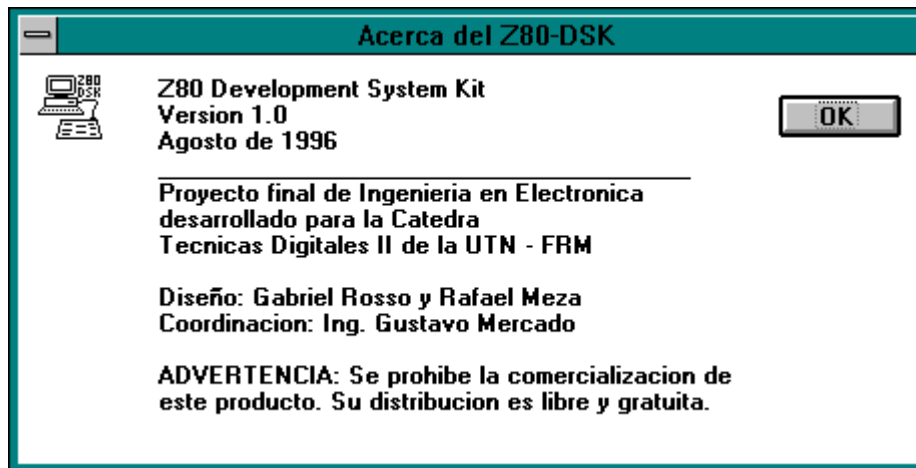 Acerca del Z80-DSK
Z80
DSK
Z80 Development System Kit
Version 1.0
Agosto de 1996
OK
Proyecto final de Ingenieria en Electronica
desarrollado para la Catedra
Tecnicas Digitales II de la UTN - FRM
Diseño: Gabriel Rosso y Rafael Meza
Coordinacion: Ing. Gustavo Mercado
ADVERTENCIA: Se prohibe la comercializacion de
este producto. Su distribucion es libre y gratuita.